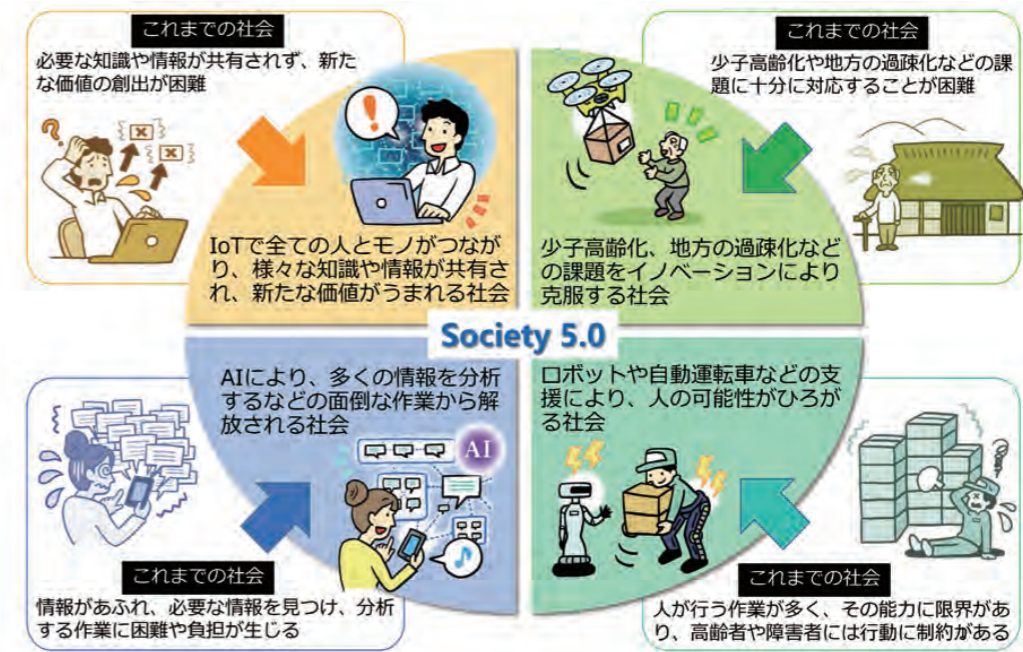 これまでの社会
必要な知識や情報が共有されず、新た
な価値の創出が困難
IoTで全ての人とモノがつなが
り、様々な知識や情報が共有さ
れ、新たな価値がうまれる社会
これまでの社会
少子高齢化や地方の過疎化などの課
題に十分に対応することが困難
少子高齢化、地方の過疎化など
の課題をイノベーションにより
克服する社会
Society 5.0
AIにより、多くの情報を分析
するなどの面倒な作業から解
放される社会
AI
これまでの社会
情報があふれ、必要な情報を見つけ、分析
する作業に困難や負担が生じる
ロボットや自動運転車などの支
援により、人の可能性がひろが
る社会
これまでの社会
人が行う作業が多く、その能力に限界があ
り、高齢者や障害者には行動に制約がある